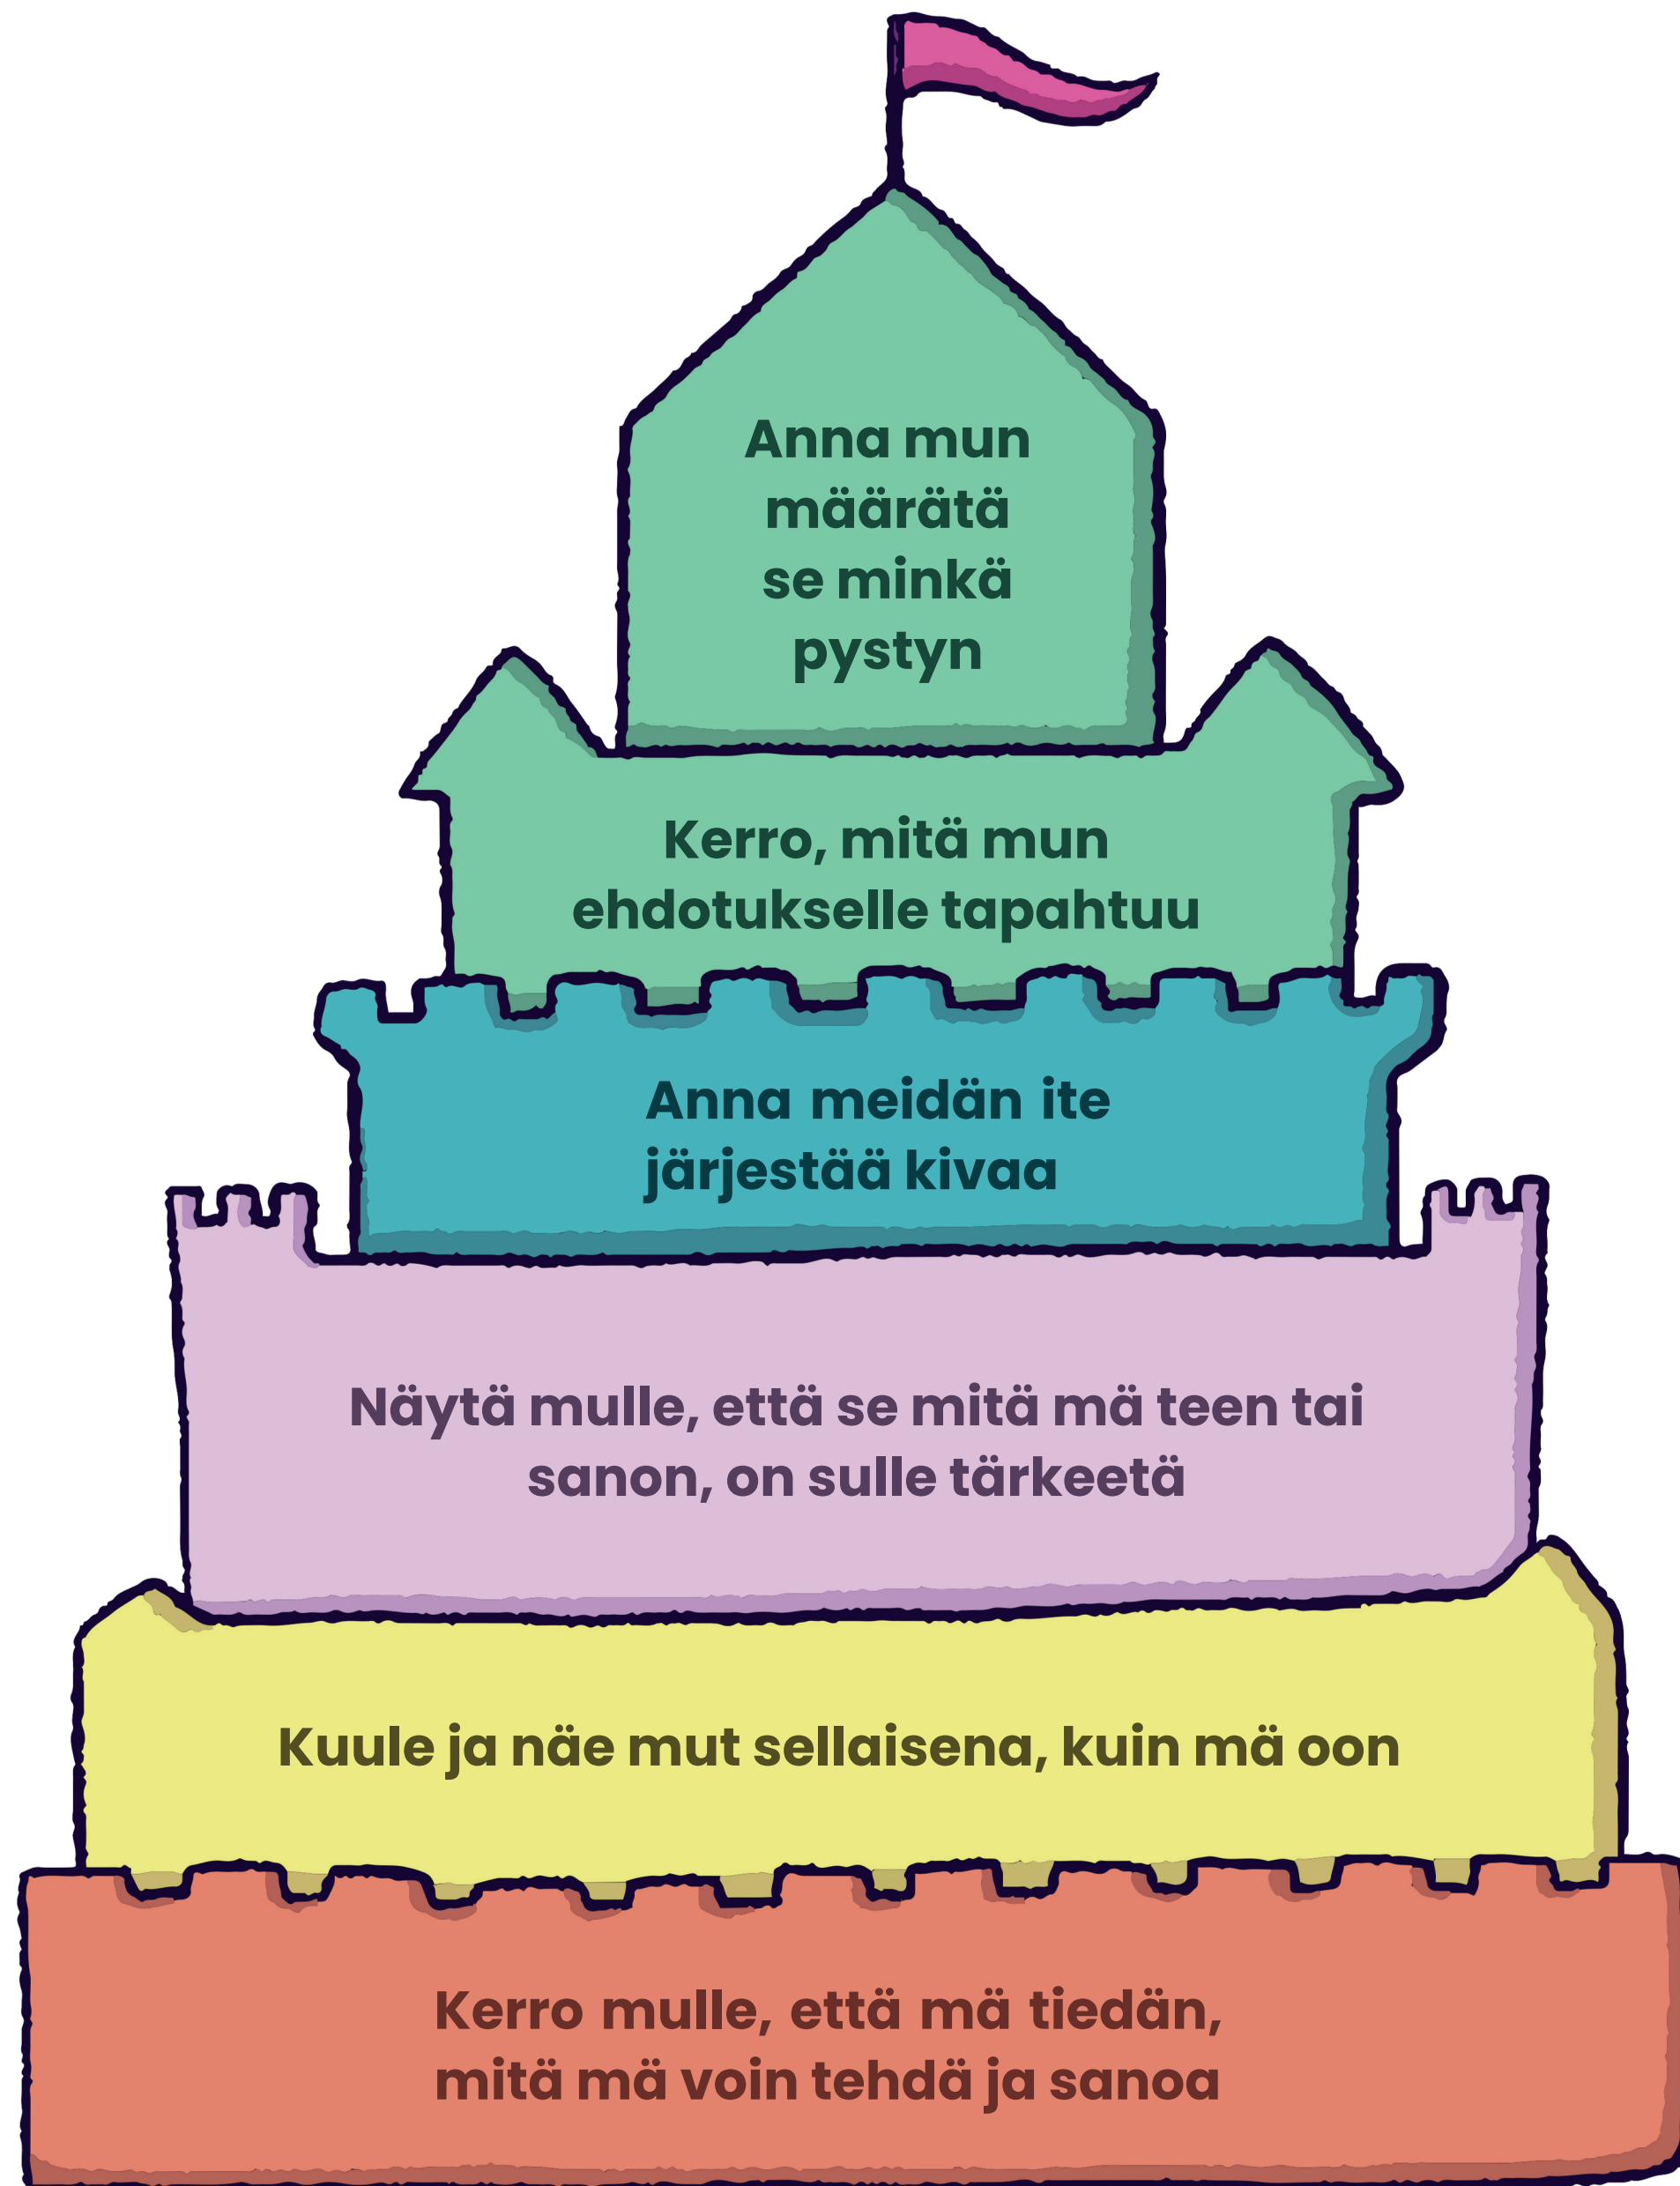 Anna mun
määrätä
se minkä
pystyn
Kerro, mitä mun
ehdotukselle tapahtuu
Anna meidän ite
järjestää kivaa
Näytä mulle, että se mitä mä teen tai
sanon, on sulle tärkeetä
Kuule ja näe mut sellaisena, kuin mä oon
Kerro mulle, että mä tiedän,
mitä mä voin tehdä ja sanoa